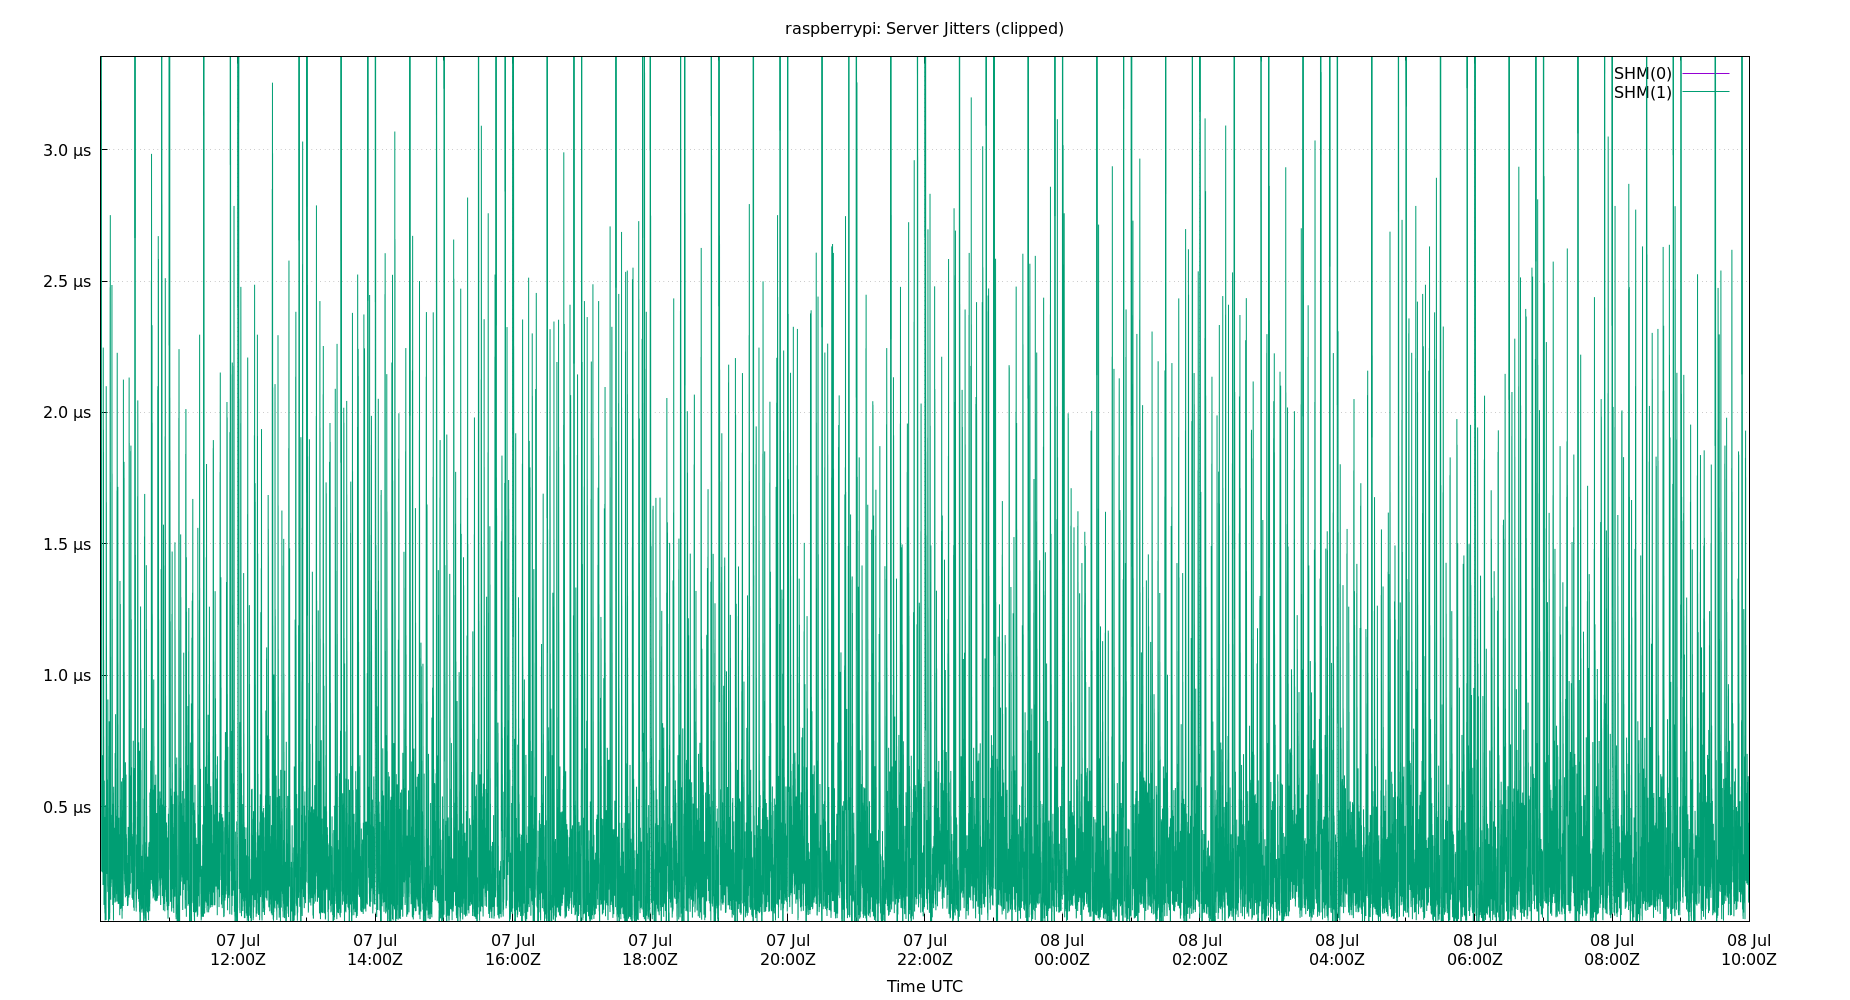 raspberrypi: Server Jitters (clipped)
SHM(0)
SHM(1)
3.0 µs
2.5 µs
2.0 µs
1.5 µs
1.0 µs
0.5 µs
07 Jul 07 Jul 07 Jul 07 Jul 07 Jul 07 Jul 08 Jul 08 Jul 08 Jul 08 Jul 08 Jul 08 Jul
12:00Z 14:00Z 16:00Z 18:00Z 20:00Z 22:00Z 00:00Z 02:00Z 04:00Z 06:00Z 08:00Z 10:00Z
Time UTC